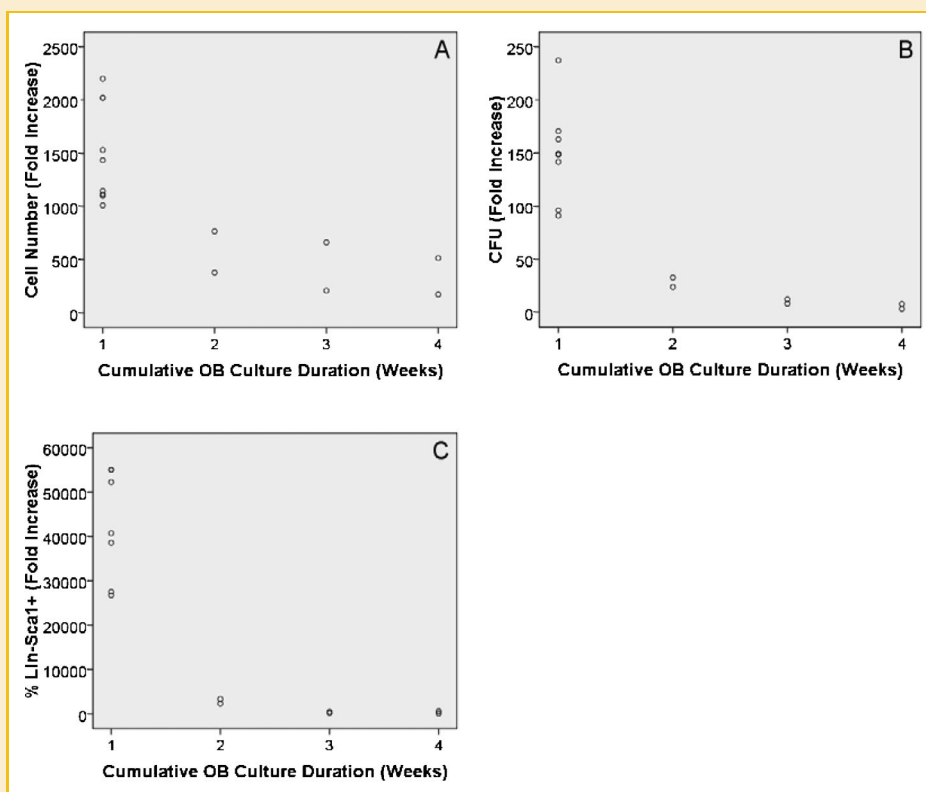 A
Cell Number (Fold Increase)
2500
2000
1500
1000
500
0
1 2 3 4
Cumulative OB Culture Duration (Weeks)
B
CFU (Fold Increase)
250
200
150
100
50
0
1 2 3 4
Cumulative OB Culture Duration (Weeks)
C
% Lin-Sca1+ (Fold Increase)
60000
50000
40000
30000
20000
10000
0
1 2 3 4
Cumulative OB Culture Duration (Weeks)